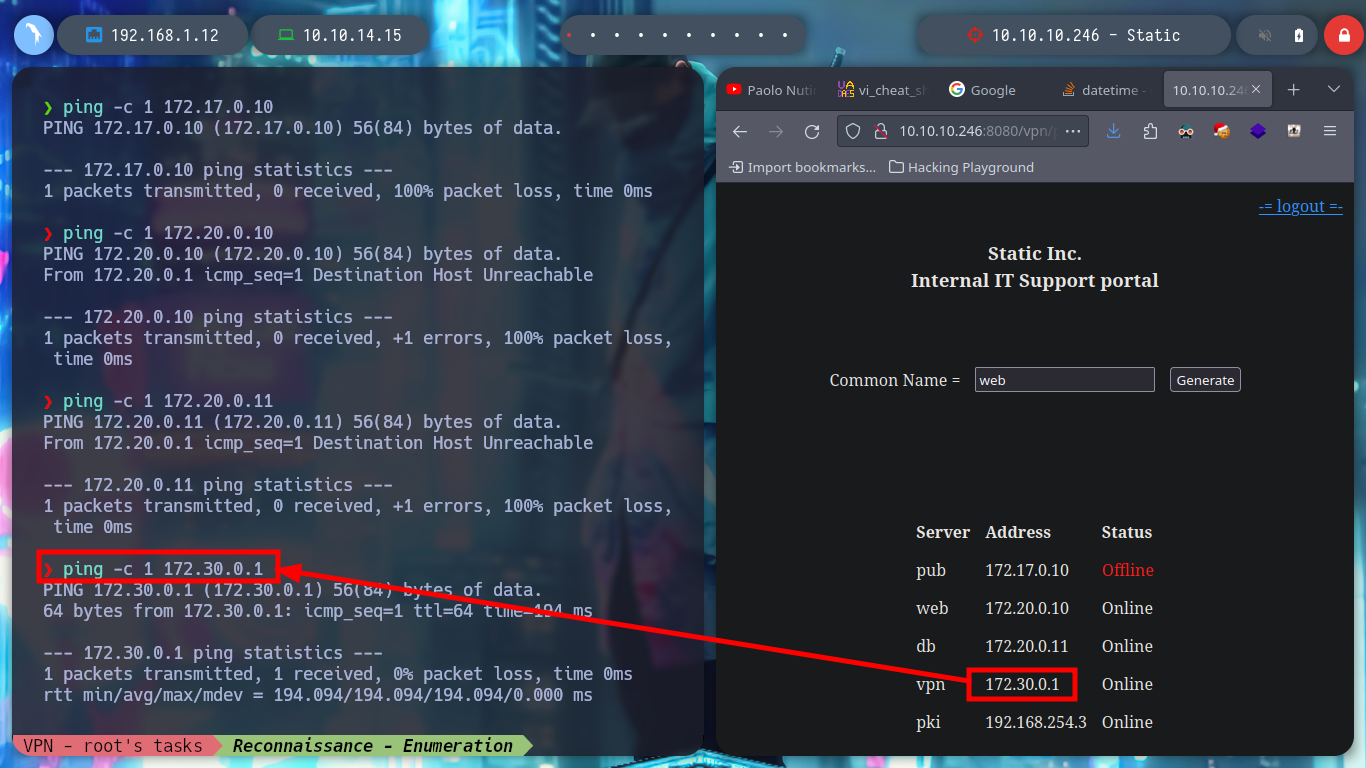 192.168.1.12
10.10.14.15
10.10.10.246 - Static
❯ ping -c 1 172.17.0.10
PING 172.17.0.10 (172.17.0.10) 56(84) bytes of data.
--- 172.17.0.10 ping statistics ---
1 packets transmitted, 0 received, 100% packet loss, time 0ms
❯ ping -c 1 172.20.0.10
PING 172.20.0.10 (172.20.0.10) 56(84) bytes of data.
From 172.20.0.1 icmp_seq=1 Destination Host Unreachable
--- 172.20.0.10 ping statistics ---
1 packets transmitted, 0 received, +1 errors, 100% packet loss,
time 0ms
❯ ping -c 1 172.20.0.11
PING 172.20.0.11 (172.20.0.11) 56(84) bytes of data.
From 172.20.0.1 icmp_seq=1 Destination Host Unreachable
--- 172.20.0.11 ping statistics ---
1 packets transmitted, 0 received, +1 errors, 100% packet loss,
time 0ms
❯ ping -c 1 172.30.0.1
PING 172.30.0.1 (172.30.0.1) 56(84) bytes of data.
64 bytes from 172.30.0.1: icmp_seq=1 ttl=64 time=194 ms
--- 172.30.0.1 ping statistics ---
1 packets transmitted, 1 received, 0% packet loss, time 0ms
rtt min/avg/max/mdev = 194.094/194.094/194.094/0.000 ms
VPN - root's tasks
Reconnaissance - Enumeration
Paolo Nuti
vi_cheat_sh
Google
datetime -
10.10.10.246
10.10.10.246:8080/vpn/
Import bookmarks...
Hacking Playground
-= logout =-
Static Inc.
Internal IT Support portal
Common Name = web Generate
Server Address Status
pub 172.17.0.10 Offline
web 172.20.0.10 Online
db 172.20.0.11 Online
vpn 172.30.0.1 Online
pki 192.168.254.3 Online